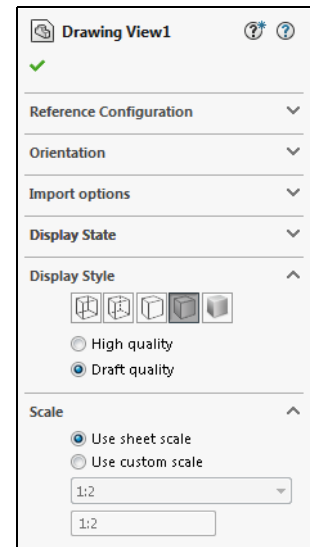 Drawing View1
Reference Configuration
Orientation
Import options
Display State
Display Style
High quality
Draft quality
Scale
Use sheet scale
Use custom scale
1:2
1:2